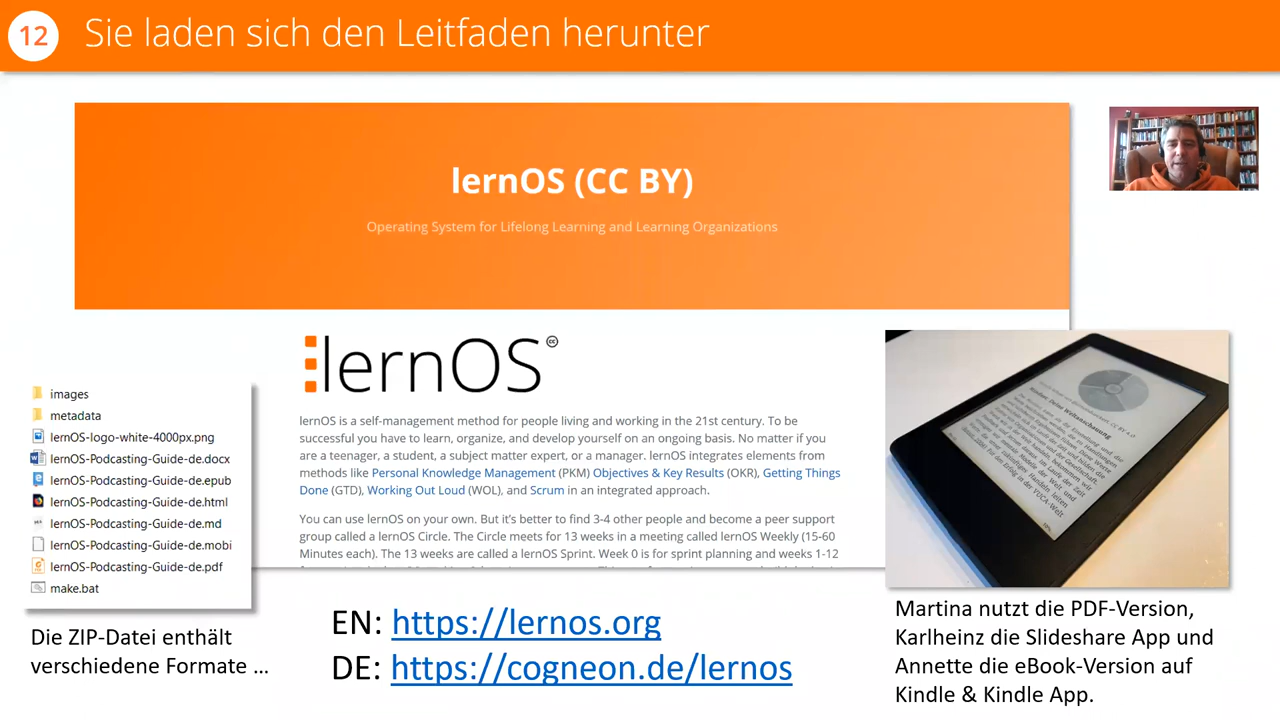 12
Sie laden sich den Leitfaden herunter
lernOS (CC BY)
Operating System for Lifelong Learning and Learning Organizations
lernOS
lernOS is a self-management method for people living and working in the 21st century. To be
successful you have to learn, organize, and develop yourself on an ongoing basis. No matter if you
are a teenager, a student, a subject matter expert, or a manager. lernOS integrates elements from
methods like Personal Knowledge Management (PKM) Objectives & Key Results (OKR), Getting Things
Done (GTD), Working Out Loud (WOL), and Scrum in an integrated approach.
You can use lernOS on your own. But it's better to find 3-4 other people and become a peer support
group called a lernOS Circle. The Circle meets for 13 weeks in a meeting called lernOS Weekly (15-60
Minutes each). The 13 weeks are called a lernOS Sprint. Week 0 is for sprint planning and weeks 1-12
images
metadata
lernOS-logo-white-4000px.png
lernOS-Podcasting-Guide-de.docx
lernOS-Podcasting-Guide-de.epub
lernOS-Podcasting-Guide-de.html
lernOS-Podcasting-Guide-de.md
lernOS-Podcasting-Guide-de.mobi
lernOS-Podcasting-Guide-de.pdf
make.bat
Die ZIP-Datei enthält
verschiedene Formate ...
EN: https://lernos.org
DE: https://cogneon.de/lernos
Mindset: Deine Weltanschauung
Martina nutzt die PDF-Version,
Karlheinz die Slideshare App und
Annette die eBook-Version auf
Kindle & Kindle App.